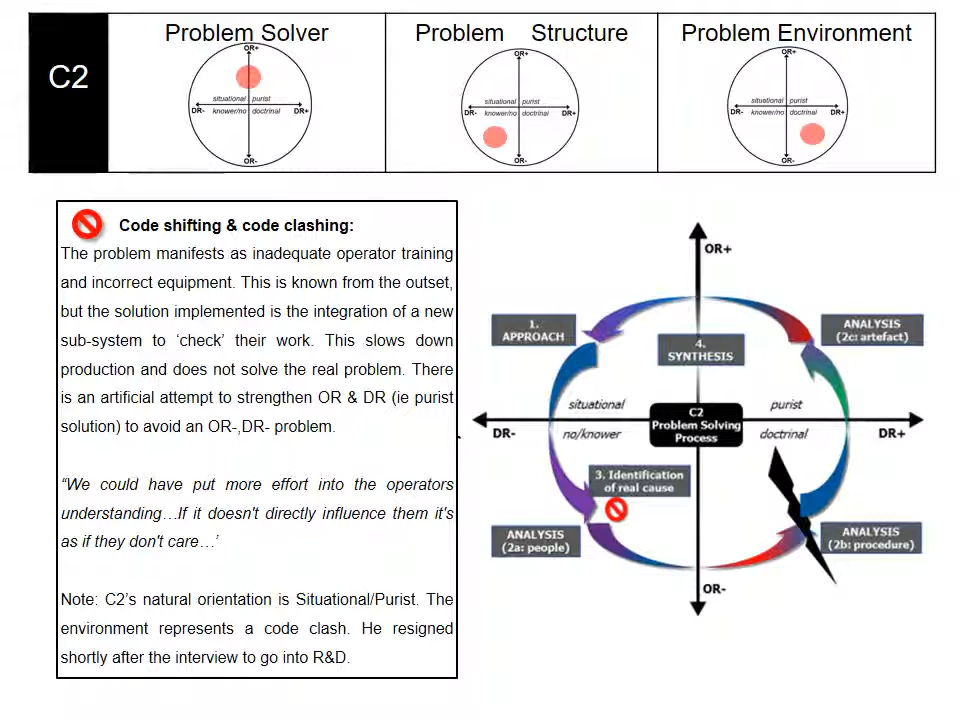 C2
Problem Solver
OR+
situational purist
DR- DR+
knower/no doctrinal
OR-
Problem Structure
OR+
situational purist
DR- DR+
knower/no doctrinal
OR-
Problem Environment
OR+
situational purist
DR- DR+
knower/no doctrinal
OR-
Code shifting & code clashing:
The problem manifests as inadequate operator training
and incorrect equipment. This is known from the outset,
but the solution implemented is the integration of a new
sub-system to ‘check’ their work. This slows down
production and does not solve the real problem. There
is an artificial attempt to strengthen OR & DR (ie purist
solution) to avoid an OR-,DR- problem.
“We could have put more effort into the operators
understanding…If it doesn't directly influence them it's
as if they don't care…’
Note: C2’s natural orientation is Situational/Purist. The
environment represents a code clash. He resigned
shortly after the interview to go into R&D.
OR+
1.
APPROACH
4.
SYNTHESIS
ANALYSIS
(2c: artefact)
situational
purist
C2
Problem Solving
Process
DR-
DR+
no/knower
doctrinal
3. Identification
of real cause
ANALYSIS
(2a: people)
ANALYSIS
(2b: procedure)
OR-